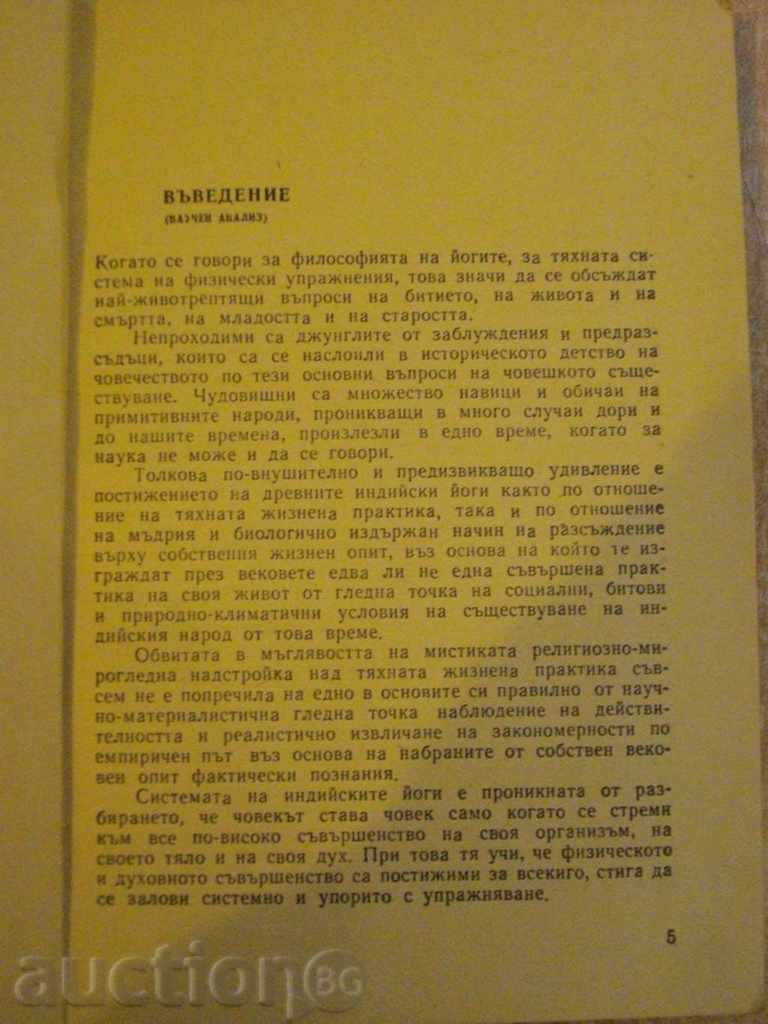 ВЪВЕДЕНИЕ
(НАУЧЕН АНАЛИЗ)
Когато се говори за философията на йогите, за тяхната си-
стема на физически упражнения, това значи да се обсъждат
най-животрептящи въпроси на битието, на живота и на
смъртта, на младостта и на старостта.
Непроходими са джунглите от заблуждения и предраз-
съдъци, които са се наслоили в историческото детство на
човечеството по тези основни въпроси на човешкото съще-
ствуване. Чудовищни са множество навици и обичаи на
примитивните народи, проникващи в много случаи дори и
до нашите времена, произлезли в едно време, когато за
наука не може и да се говори.
Толкова по-внушително и предизвикващо удивление е
постижението на древните индийски йоги както по отноше-
ние на тяхната жизнена практика, така и по отношение
на мъдрия и биологично издържан начин на разсъждение
върху собствения жизнен опит, въз основа на който те из-
граждат през вековете едва ли не една съвършена прак-
тика на своя живот от гледна точка на социални, битови
и природно-климатични условия на съществуване на ин-
дийския народ от това време.
Обвитата в мъглявостта на мистиката религиозно-ми-
рогледна надстройка над тяхната жизнена практика съв-
сем не е попречила на едно в основите си правилно от науч-
но-материалистична гледна точка наблюдение на действи-
телността и реалистично извличане на закономерности по
емпиричен път въз основа на набраните от собствен веко-
вен опит фактически познания.
Системата на индийските йоги е проникната от раз-
бирането, че човекът става човек само когато се стреми
към все по-високо съвършенство на своя организъм, на
своето тяло и на своя дух. При това тя учи, че физическото
и духовното съвършенство са постижими за всекиго, стига да
се залови системно и упорито с упражняване.
5
auctionBG